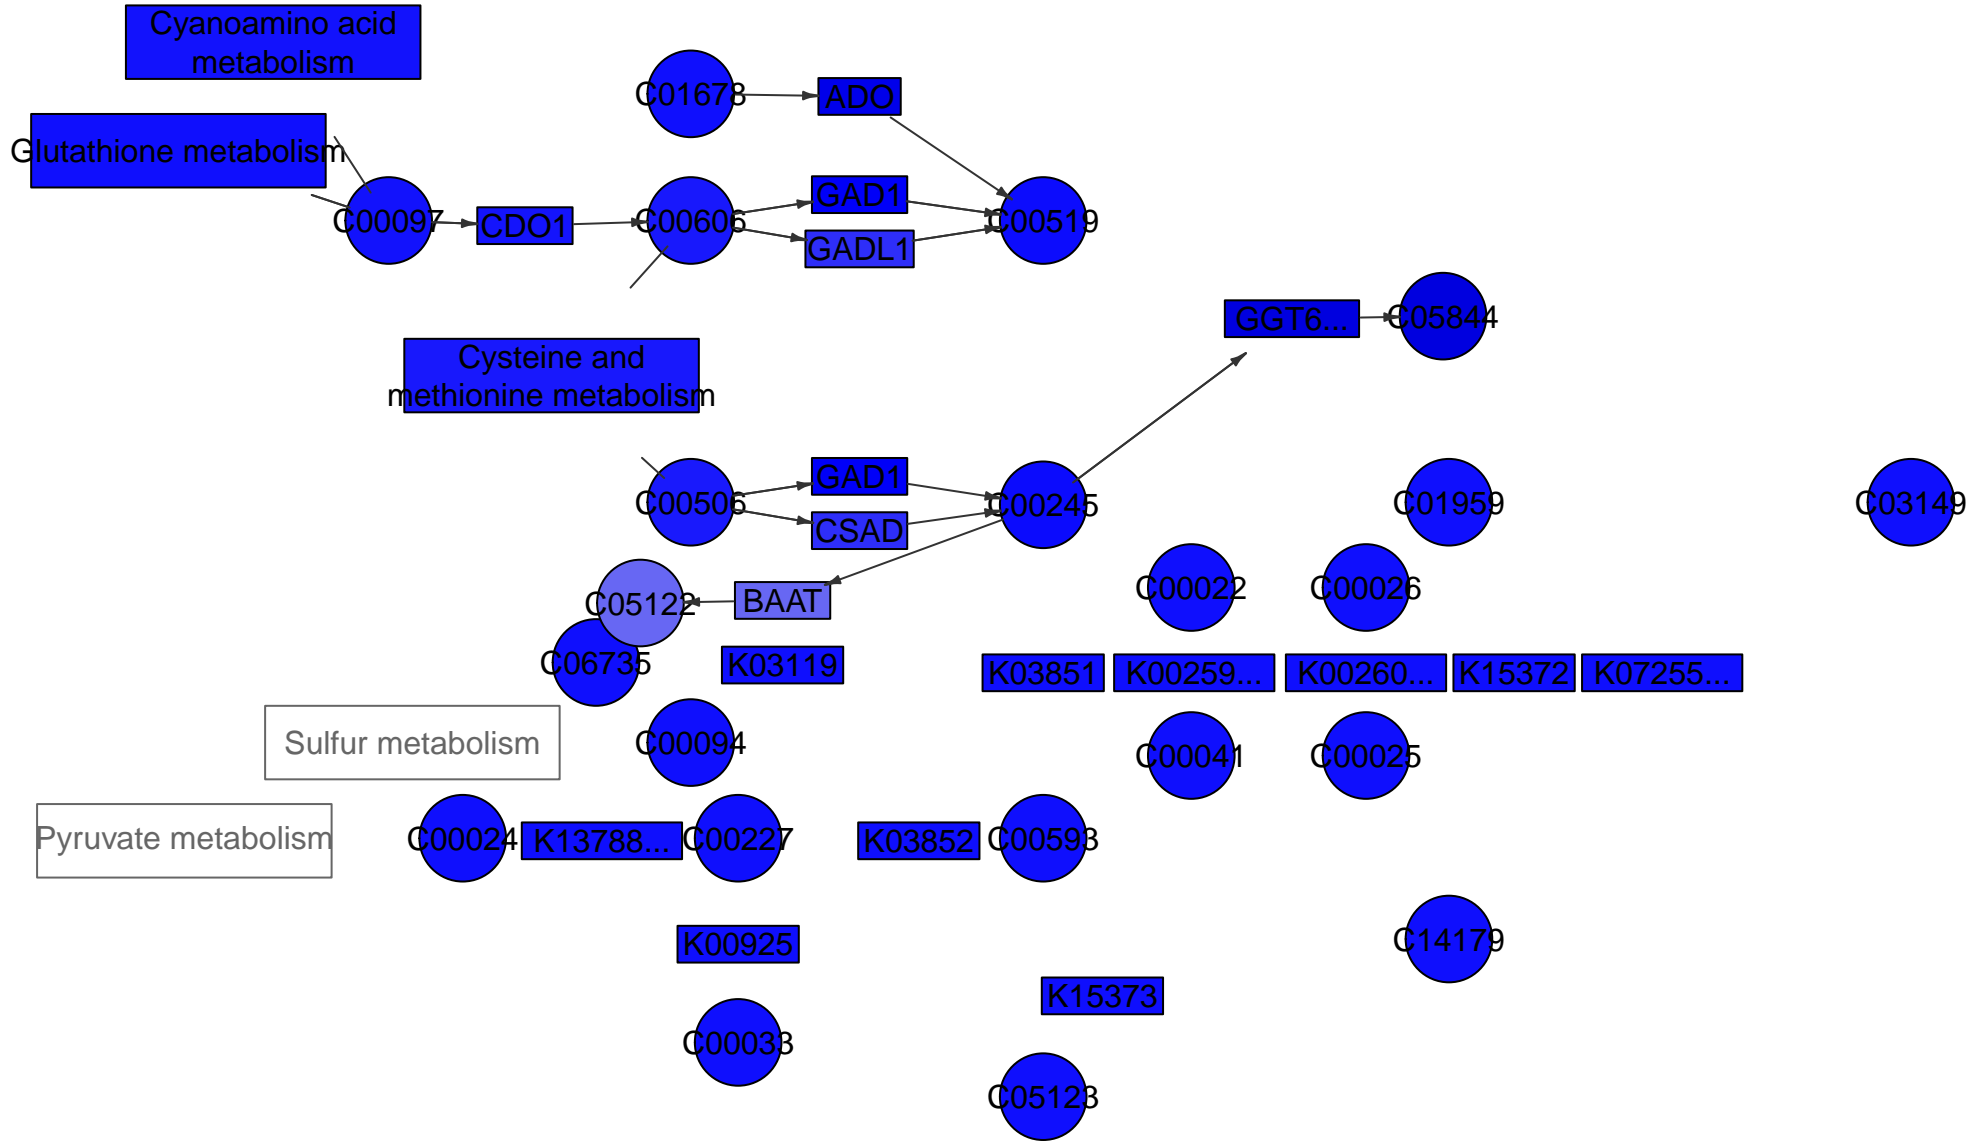 Cyanoamino acid
metabolism
C01678
ADO
Glutathione metabolism
C00097
CDO1
C00606
GAD1
GADL1
C00519
GGT6...
C05844
Cysteine and
methionine metabolism
C00506
GAD1
CSAD
C00245
C01959
C03149
C05122
BAAT
C00022
C00026
C06735
K03119
K03851
K00259...
K00260...
K15372
K07255...
Sulfur metabolism
C00094
C00041
C00025
Pyruvate metabolism
C00024
K13788...
C00227
K03852
C00593
K00925
C14179
K15373
C00033
C05123